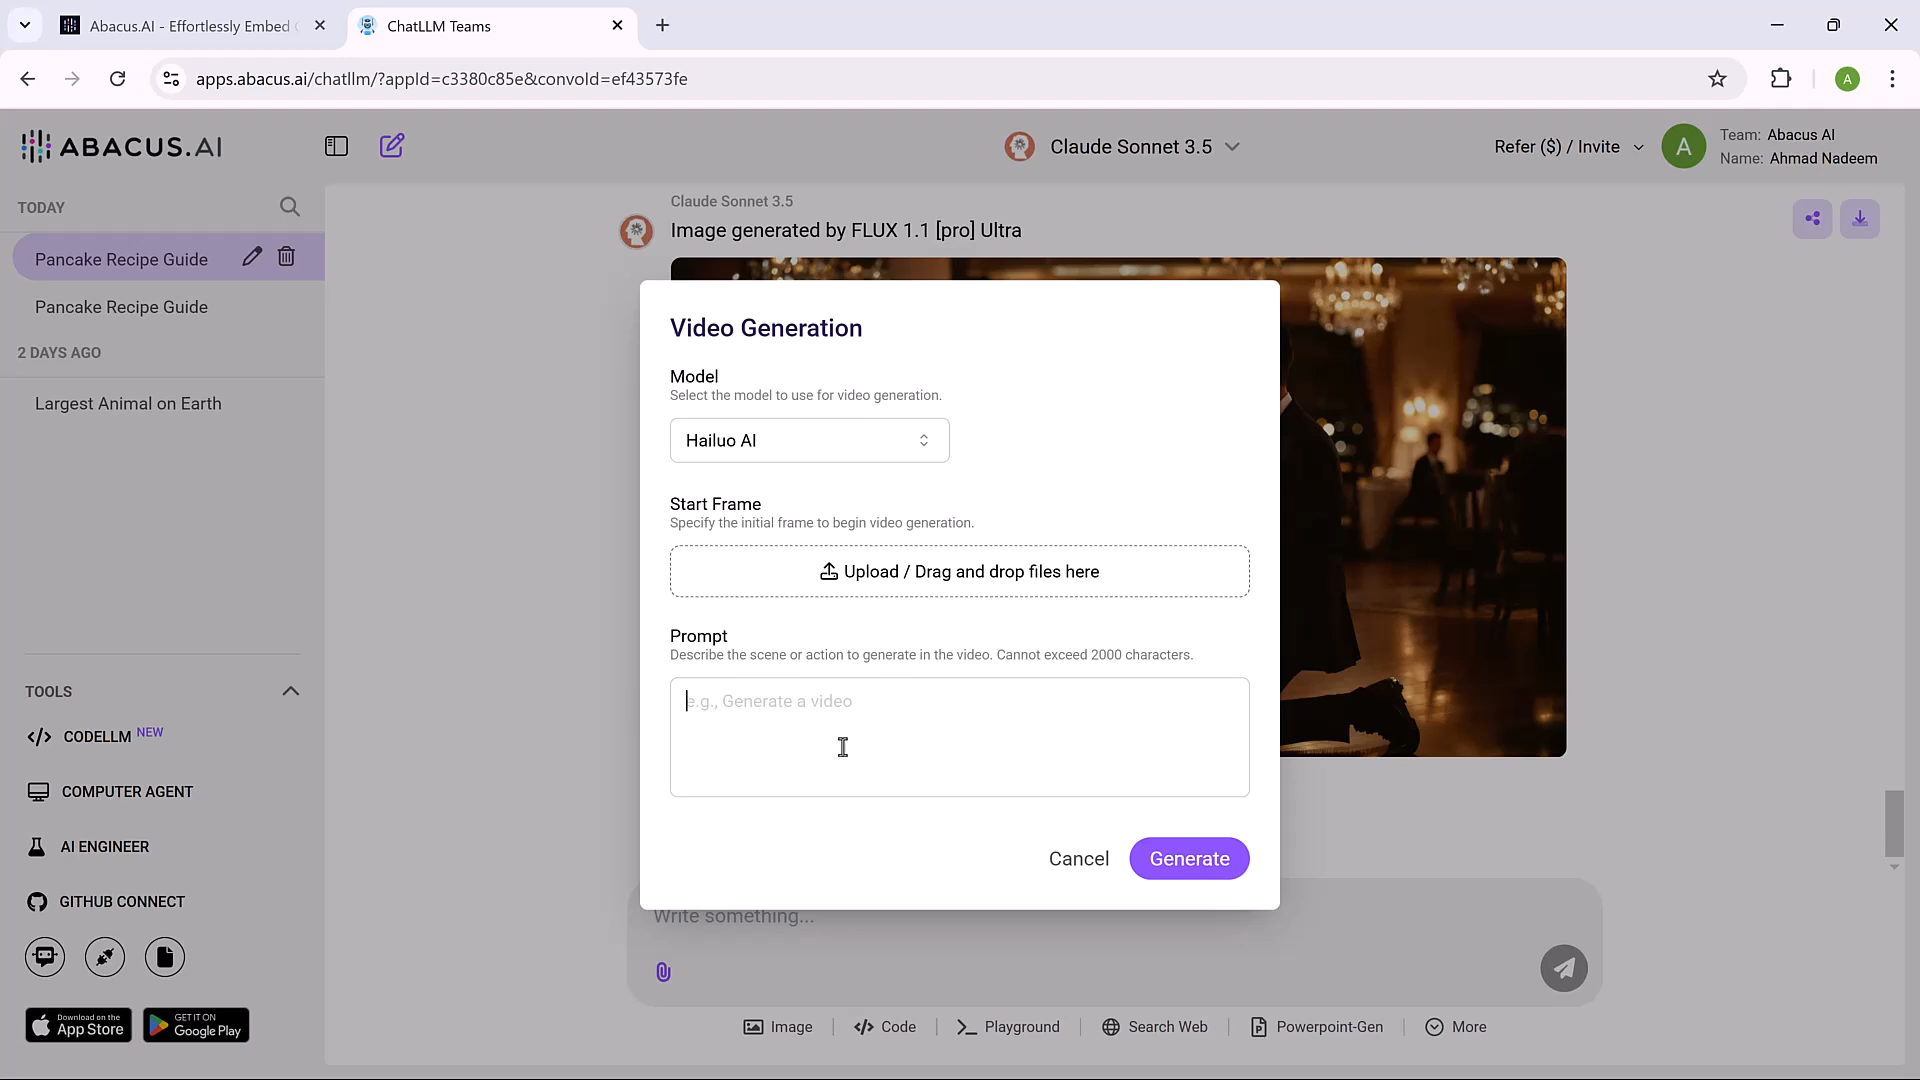 Abacus.AI - Effortlessly Embed
ChatLLM Teams
apps.abacus.ai/chatllm/?appId=c3380c85e&convoId=ef43573fe
A
ABACUS.AI
Claude Sonnet 3.5
Refer ($) / Invite
A
Team: Abacus AI
Name: Ahmad Nadeem
TODAY
Pancake Recipe Guide
Pancake Recipe Guide
2 DAYS AGO
Largest Animal on Earth
Claude Sonnet 3.5
Image generated by FLUX 1.1 [pro] Ultra
Video Generation
Model
Select the model to use for video generation.
Hailuo AI
Start Frame
Specify the initial frame to begin video generation.
Upload / Drag and drop files here
Prompt
Describe the scene or action to generate in the video. Cannot exceed 2000 characters.
e.g., Generate a video
Cancel
Generate
TOOLS
CODELLM NEW
COMPUTER AGENT
AI ENGINEER
GITHUB CONNECT
Download on the
App Store
GET IT ON
Google Play
Write something...
Image
Code
Playground
Search Web
Powerpoint-Gen
More